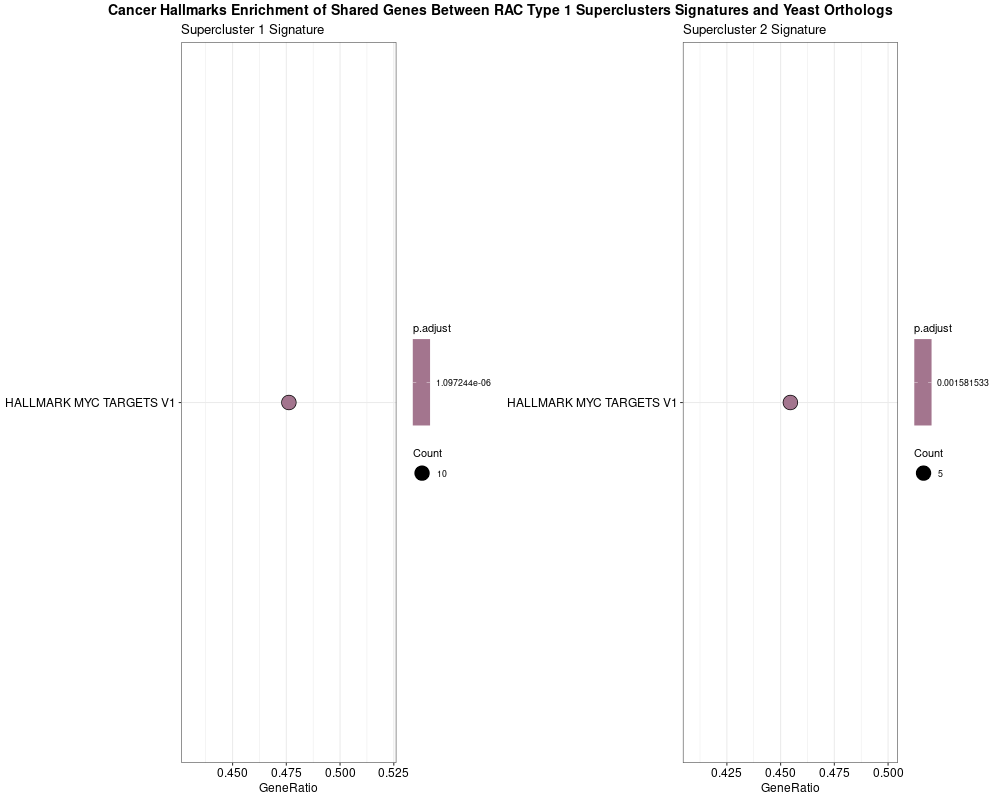 Cancer Hallmarks Enrichment of Shared Genes Between RAC Type 1 Superclusters Signatures and Yeast Orthologs
Supercluster 1 Signature
HALLMARK MYC TARGETS V1
0.450 0.475 0.500 0.525
GeneRatio
p.adjust
1.097244e-06
Count
10
Supercluster 2 Signature
HALLMARK MYC TARGETS V1
0.425 0.450 0.475 0.500
GeneRatio
p.adjust
0.001581533
Count
5